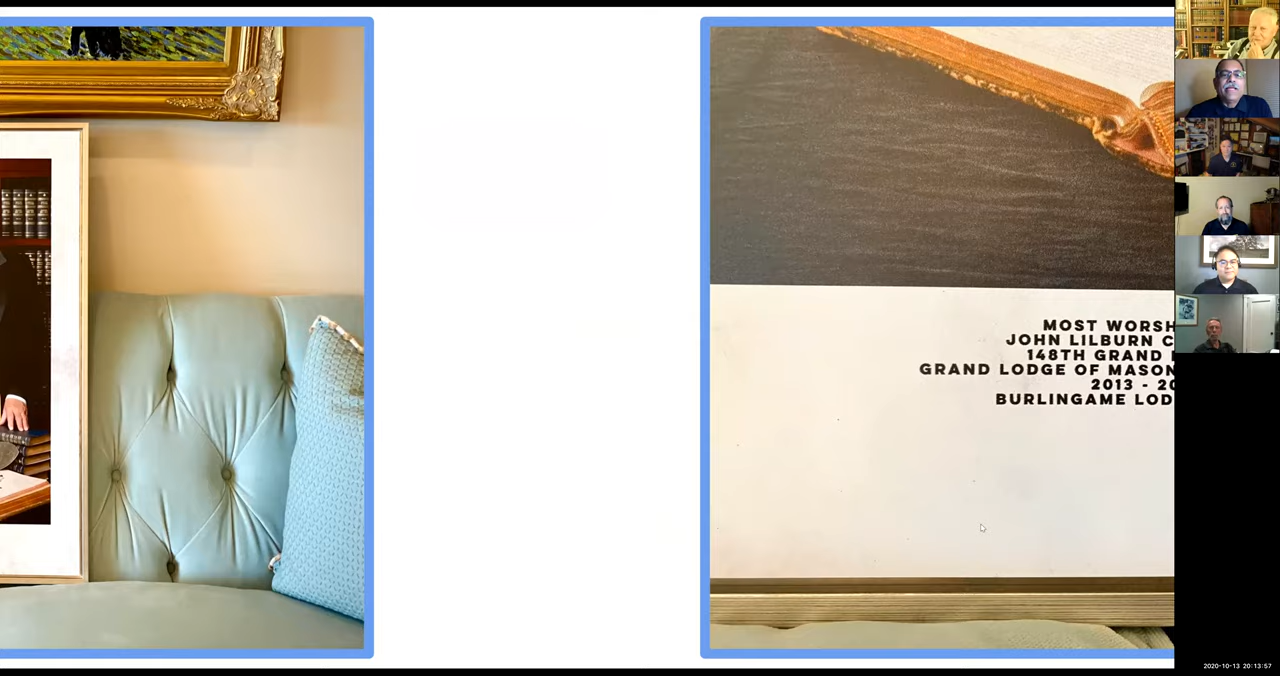 MOST WORSH
JOHN LILBURN C
148TH GRAND
GRAND LODGE OF MASON
2013 - 20
BURLINGAME LOD
2020-10-13 20:13:57